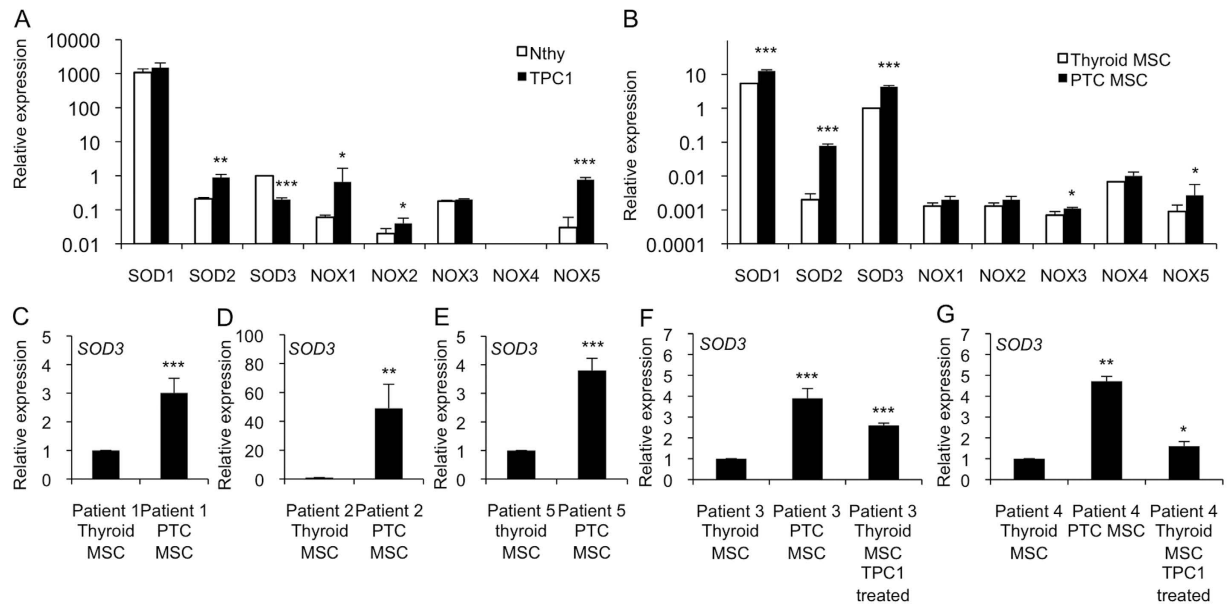 A
Relative expression
10000
1000
100
10
1
0.1
0.01
Nthy
TPC1
**
***
*
*
***
SOD1 SOD2 SOD3 NOX1 NOX2 NOX3 NOX4 NOX5
B
Relative expression
10
1
0.1
0.01
0.001
0.0001
Thyroid MSC
PTC MSC
***
***
***
*
*
SOD1 SOD2 SOD3 NOX1 NOX2 NOX3 NOX4 NOX5
C
Relative expression
5
4
3
2
1
0
SOD3
***
Patient 1
Thyroid
MSC
Patient 1
PTC
MSC
D
Relative expression
100
80
60
40
20
0
SOD3
**
Patient 2
Thyroid
MSC
Patient 2
PTC
MSC
E
Relative expression
5
4
3
2
1
0
SOD3
***
Patient 5
thyroid
MSC
Patient 5
PTC
MSC
F
Relative expression
7
6
5
4
3
2
1
0
SOD3
***
***
Patient 3
Thyroid
MSC
Patient 3
PTC
MSC
Patient 3
Thyroid
MSC
TPC1
treated
G
Relative expression
7
6
5
4
3
2
1
0
SOD3
**
*
Patient 4
Thyroid
MSC
Patient 4
PTC MSC
Patient 4
Thyroid
MSC
TPC1
treated